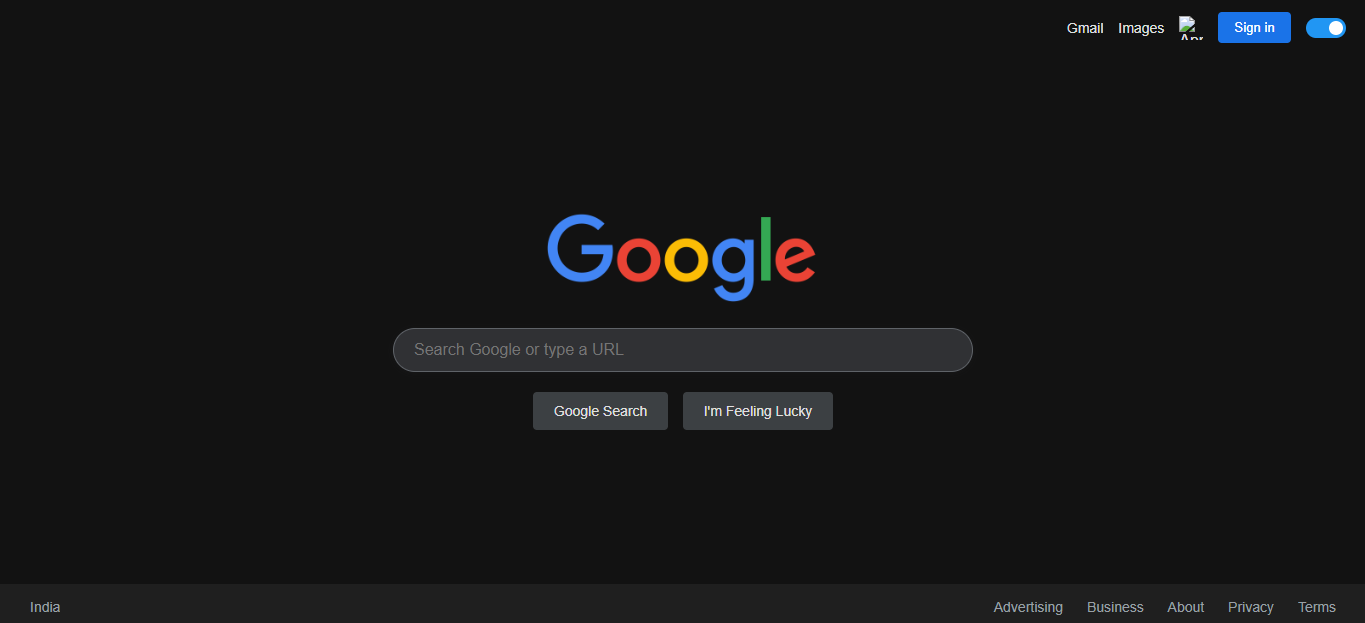 Gmail Images Sign in
Google
Search Google or type a URL
Google Search I'm Feeling Lucky
India Advertising Business About Privacy Terms